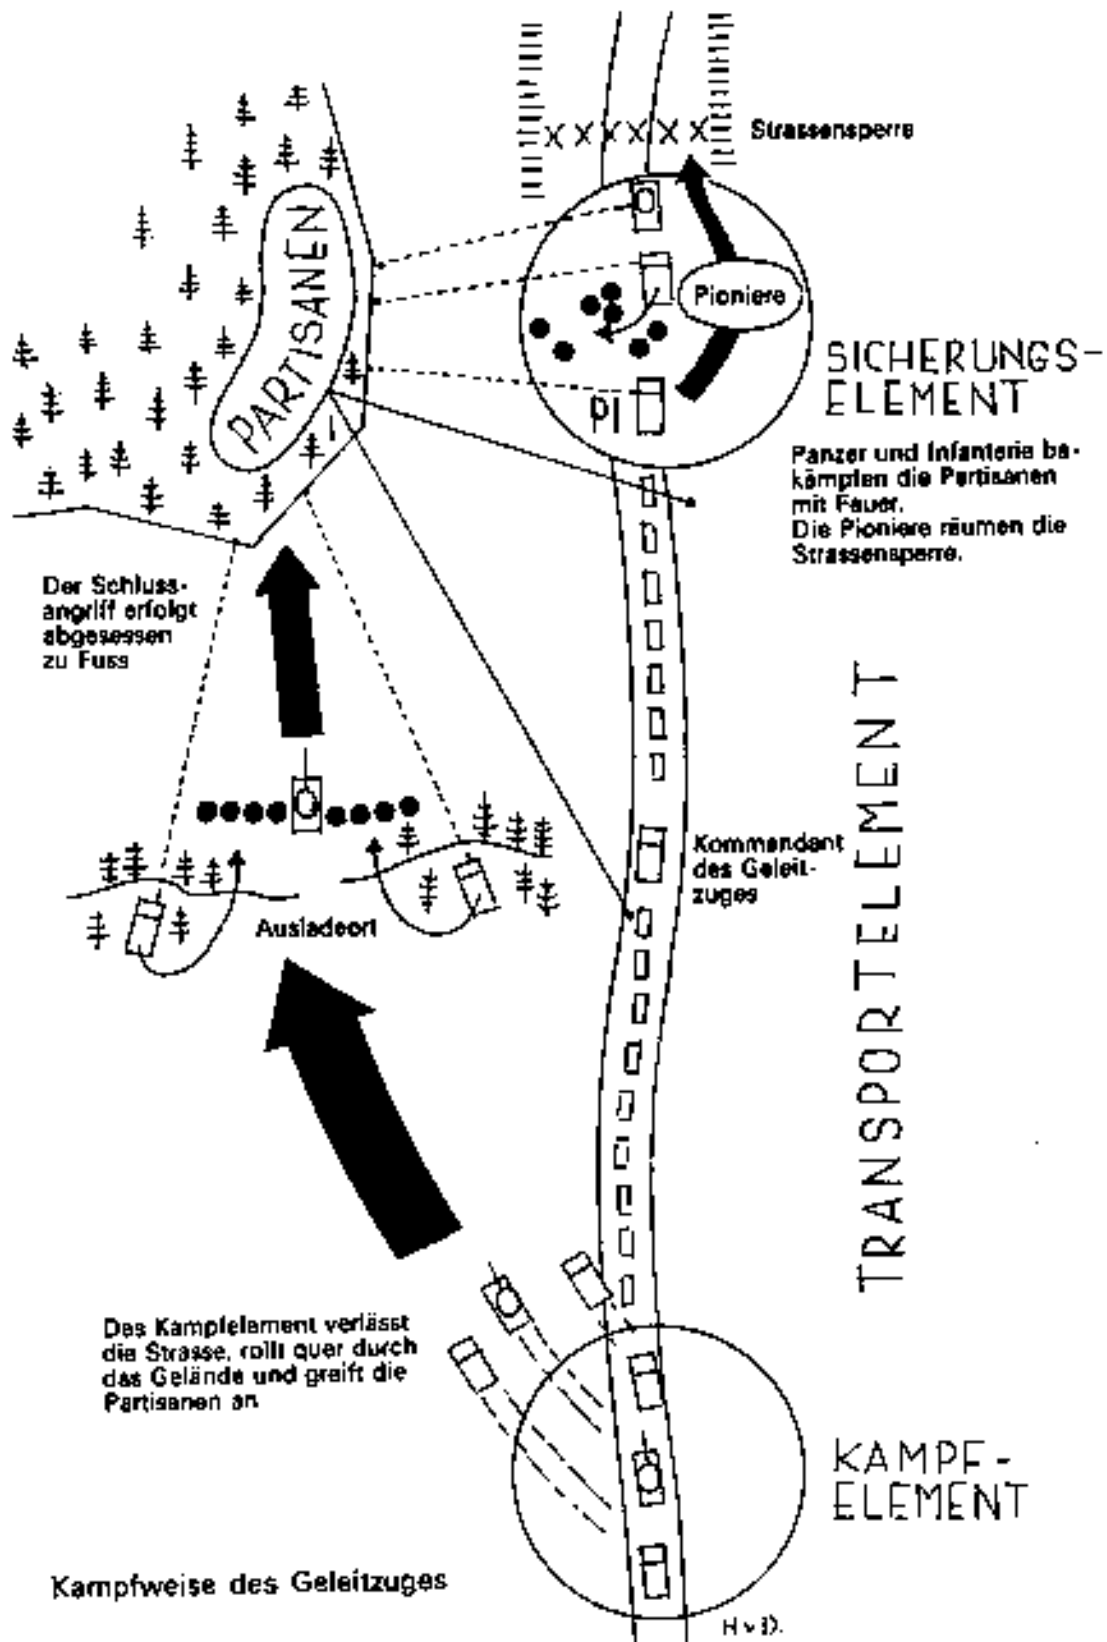 Strassensperre
PARTISANEN
Pioniere
SICHERUNGS-
ELEMENT
PI
Panzer und Infanterie be-
kämpfen die Partisanen
mit Feuer.
Die Pioniere räumen die
Strassensperre.
Der Schluss-
angriff erfolgt
abgesessen
zu Fuss
TRANSPORTELEMENT
Kommandant
des Geleit-
zuges
Ausladeort
Das Kampfelement verlässt
die Strasse, rollt quer durch
das Gelände und greift die
Partisanen an
KAMPF-
ELEMENT
Kampfweise des Geleitzuges
H.v.D.